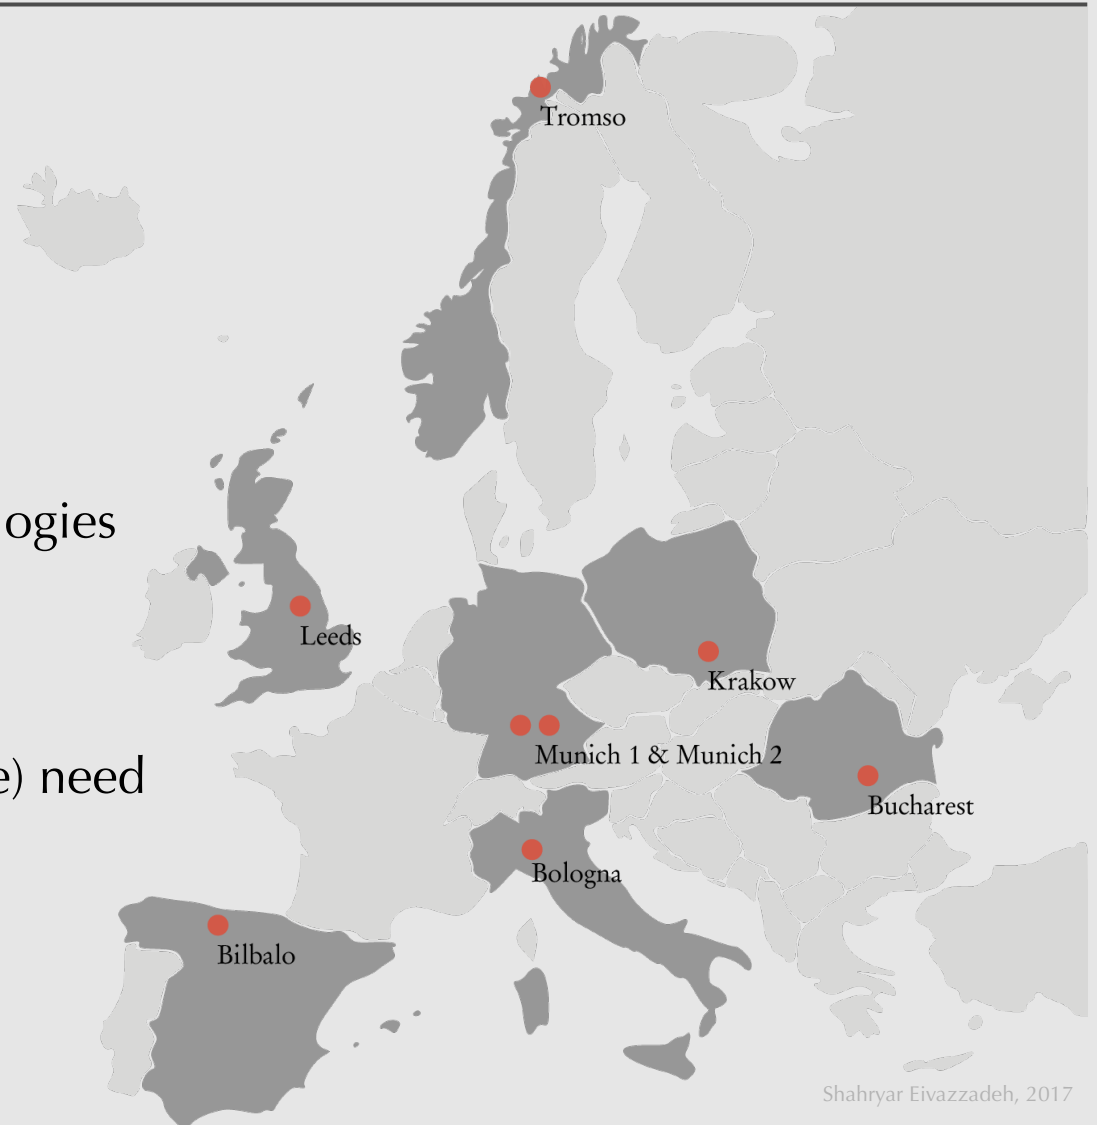 Tromso
ogies
Leeds
Krakow
Munich 1 & Munich 2
e) need
Bucharest
Bologna
Bilbalo
Shahryar Eivazzadeh, 2017